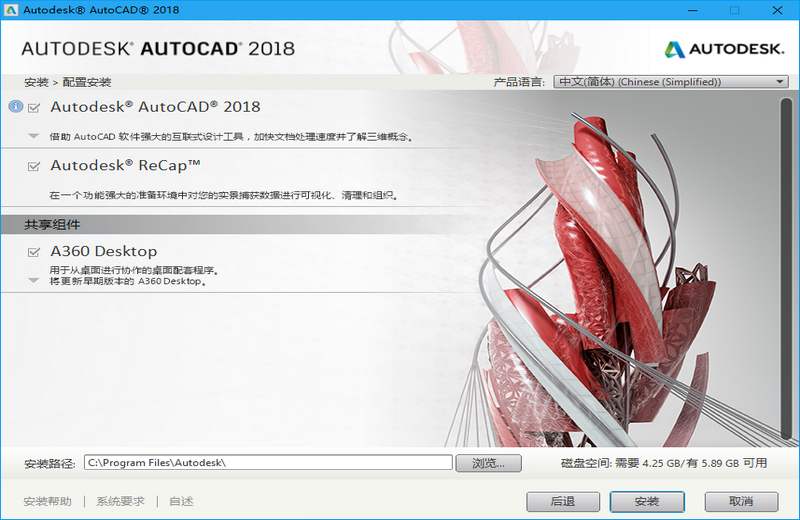 Autodesk® AutoCAD® 2018
AUTODESK® AUTOCAD® 2018
AUTODESK.
安装 > 配置安装
产品语言: 中文(简体) (Chinese (Simplified))
Autodesk® AutoCAD® 2018
借助 AutoCAD 软件强大的互联式设计工具，加快文档处理速度并了解三维概念。
Autodesk® ReCap™
在一个功能强大的准备环境中对您的实景捕获数据进行可视化、清理和组织。
共享组件
A360 Desktop
用于从桌面进行协作的桌面配套程序。
将更新早期版本的 A360 Desktop。
安装路径: C:\Program Files\Autodesk\ 浏览... 磁盘空间: 需要 4.25 GB/有 5.89 GB 可用
安装帮助 | 系统要求 | 自述 后退 安装 取消